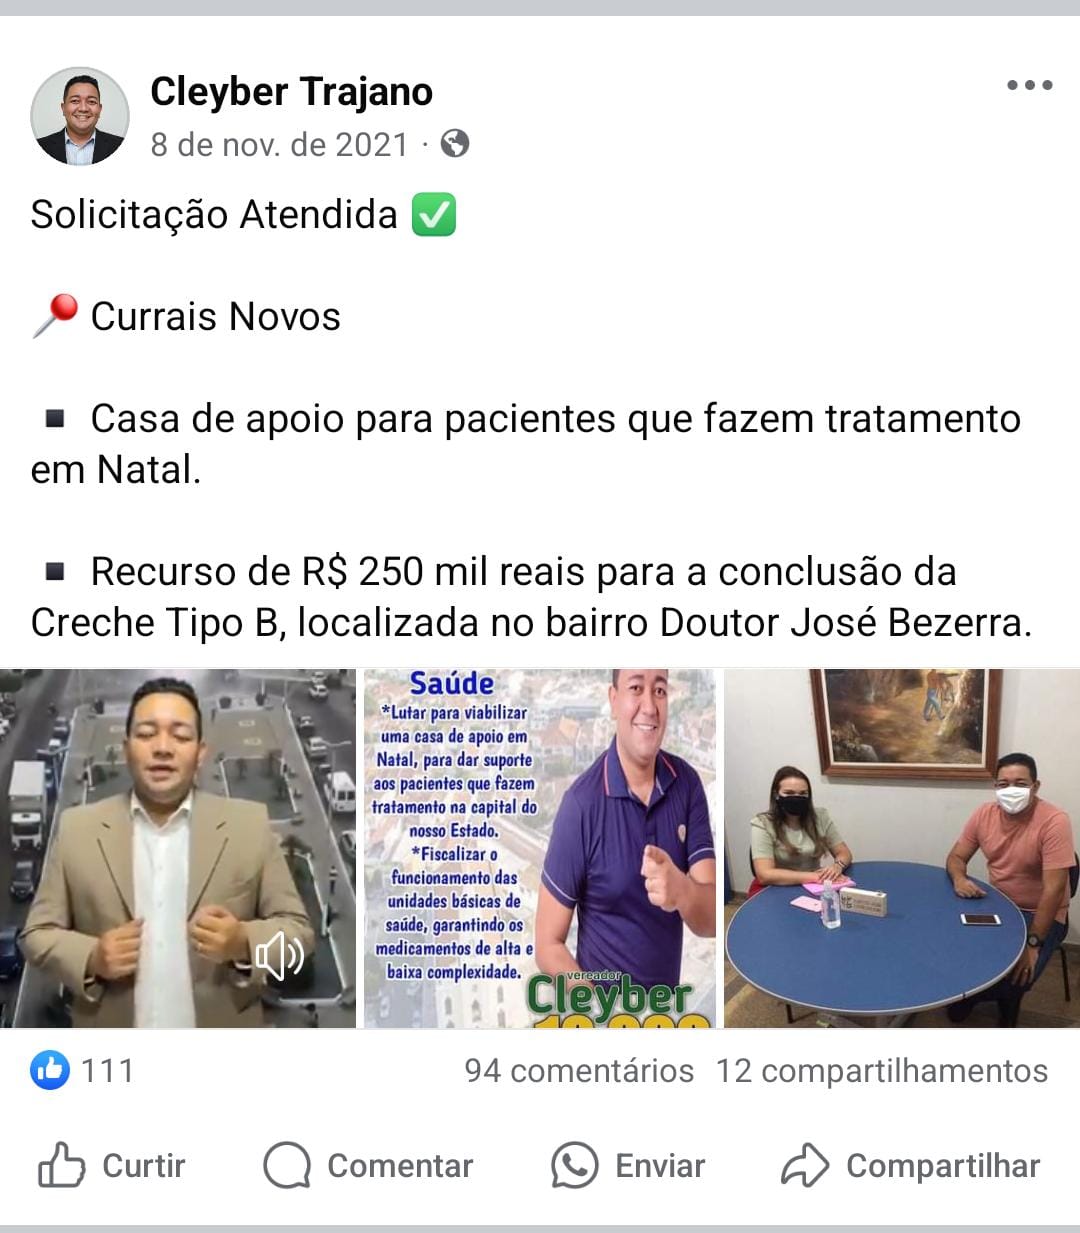 Cleyber Trajano
8 de nov. de 2021 ·
Solicitação Atendida ✅
📍 Currais Novos
▪️ Casa de apoio para pacientes que fazem tratamento
em Natal.
▪️ Recurso de R$ 250 mil reais para a conclusão da
Creche Tipo B, localizada no bairro Doutor José Bezerra.
Saúde
*Lutar para viabilizar
uma casa de apoio em
Natal, para dar suporte
aos pacientes que fazem
tratamento na capital do
nosso Estado.
*Fiscalizar o
funcionamento das
unidades básicas de
saúde, garantindo os
medicamentos de alta e
baixa complexidade.
vereador
Cleyber
111
94 comentários 12 compartilhamentos
Curtir
Comentar
Enviar
Compartilhar